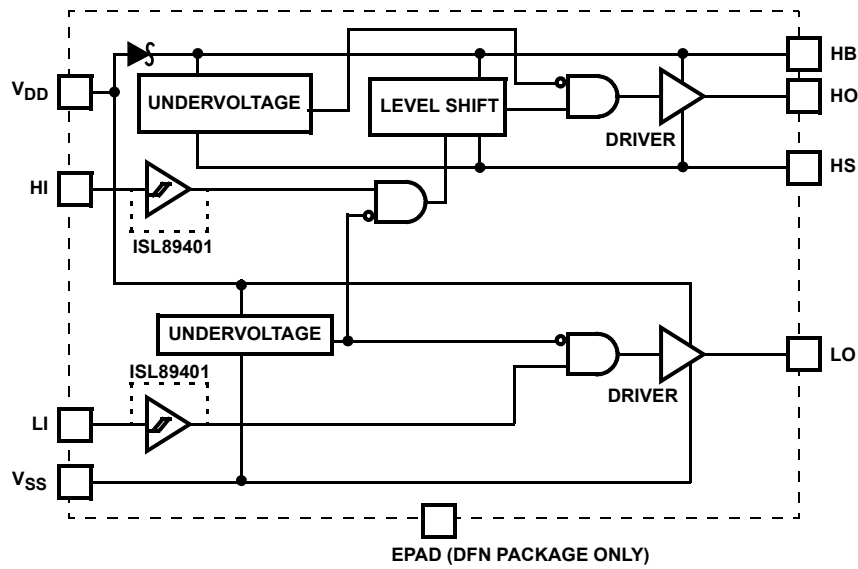 HB
VDD
UNDERVOLTAGE
LEVEL SHIFT
HO
DRIVER
HS
HI
ISL89401
UNDERVOLTAGE
LO
ISL89401
DRIVER
LI
VSS
EPAD (DFN PACKAGE ONLY)